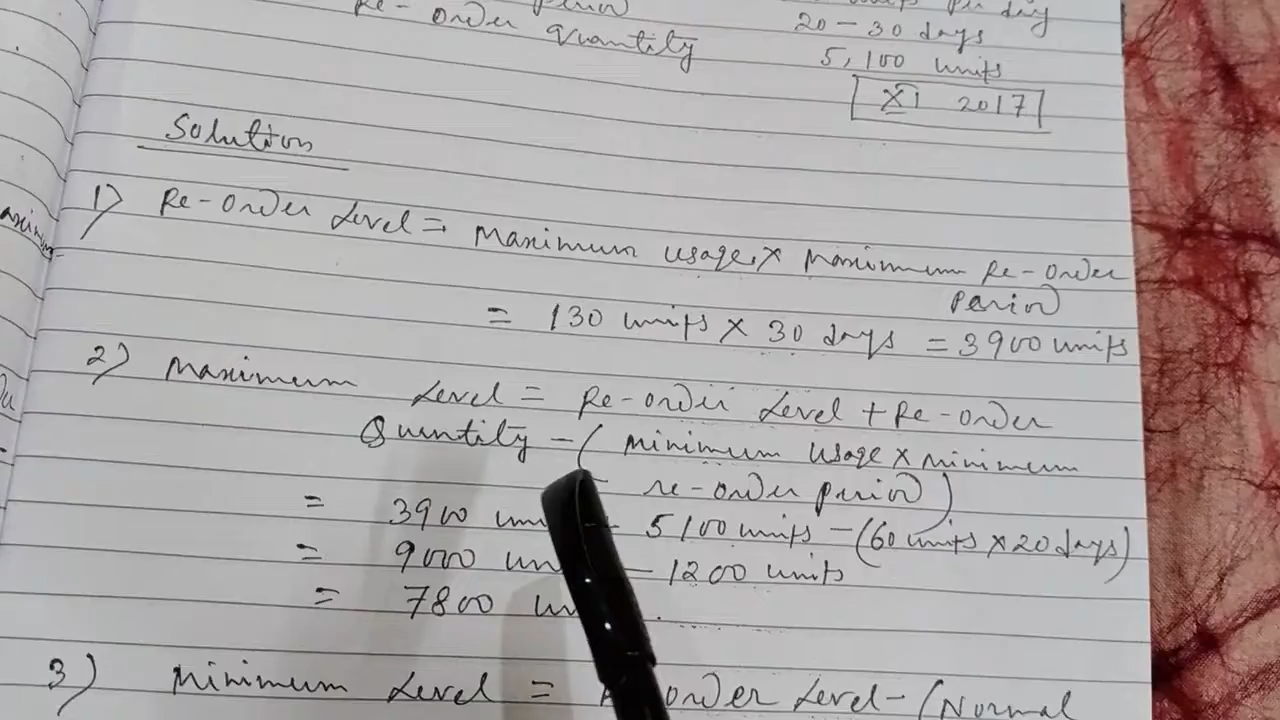 per day
Re-order quantity 20-30 days
5,100 units
XI 2017
Solution
1) Re-order Level = Maximum usage x Maximum Re-order
Period
= 130 units x 30 days = 3900 units
2) Maximum Level = Re-order Level + Re-order
Quantity - (Minimum usage x Minimum
re-order period)
= 3900 5100 units - (60 units x 20 days)
= 9000 - 1200 units
= 7800
3) Minimum Level = order Level - (Normal